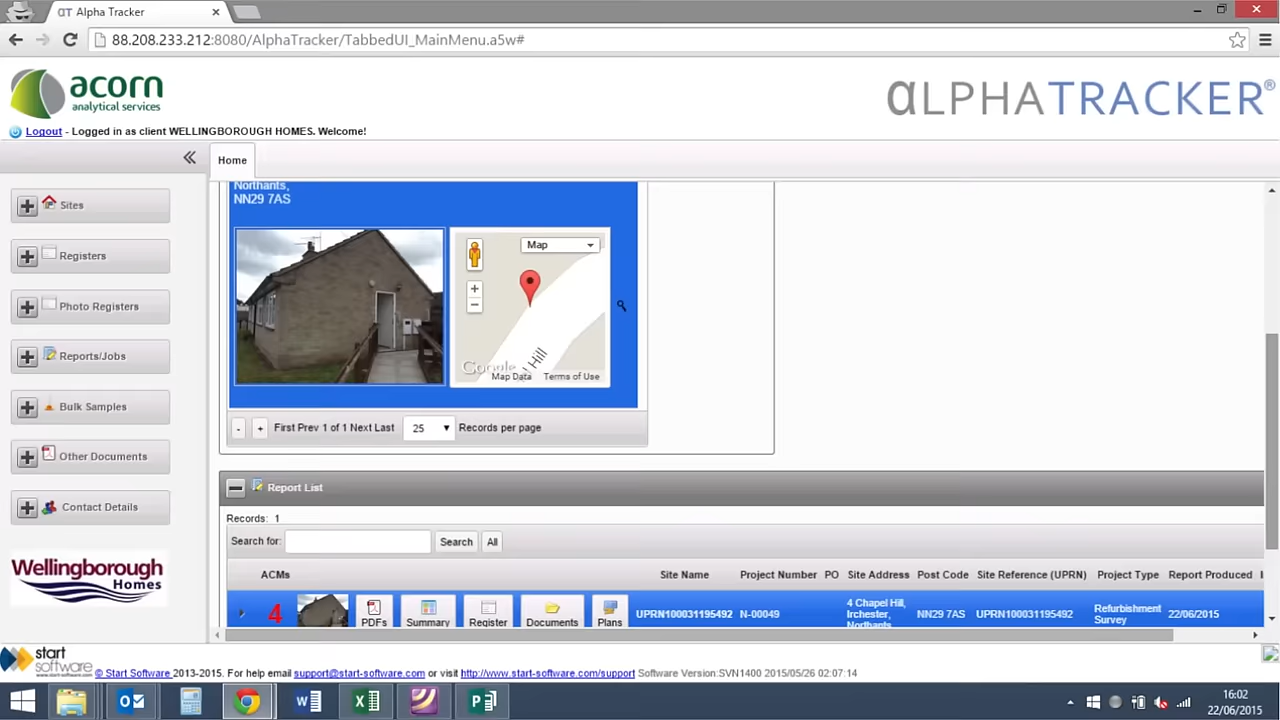 Alpha Tracker
88.208.233.212:8080/AlphaTracker/TabbedUI_MainMenu.a5w#
acorn
analytical services
αLPHATRACKER®
Logout - Logged in as client WELLINGBOROUGH HOMES. Welcome!
Home
Sites
Registers
Photo Registers
Reports/Jobs
Bulk Samples
Other Documents
Contact Details
Wellingborough
Homes
Northants,
NN29 7AS
Map
+
−
Hill
Google
Map Data Terms of Use
- + First Prev 1 of 1 Next Last 25 Records per page
Report List
Records: 1
Search for: Search All
ACMs Site Name Project Number PO Site Address Post Code Site Reference (UPRN) Project Type Report Produced
4 PDFs Summary Register Documents Plans UPRN100031195492 N-00049 4 Chapel Hill, Irchester, Northants NN29 7AS UPRN100031195492 Refurbishment Survey 22/06/2015
start
software
www.start-software.com
© Start Software 2013-2015. For help email support@start-software.com or visit http://www.start-software.com/support Software Version:SVN1400 2015/05/26 02:07:14
16:02
22/06/2015